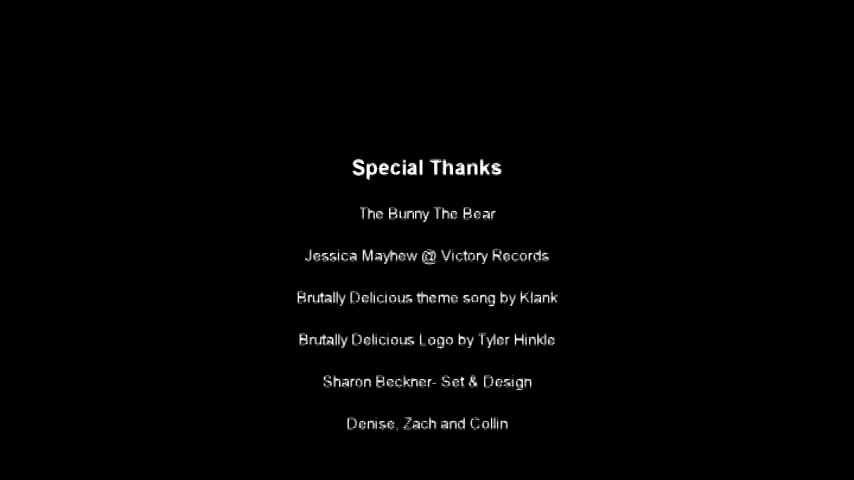 Special Thanks
The Bunny The Bear
Jessica Mayhew @ Victory Records
Brutally Delicious theme song by Klank
Brutally Delicious Logo by Tyler Hinkle
Sharon Beckner- Set & Design
Denise, Zach and Collin